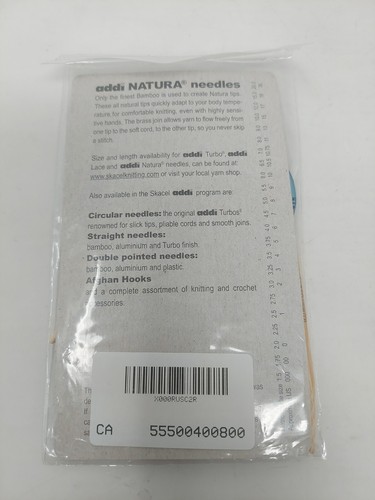 addi NATURA® needles
Only the finest Bamboo is used to create Natura tips.
These all natural tips quickly adapt to your body tempe-
rature for comfortable knitting, even with highly sensi-
tive hands. The brass join allows yarn to flow freely from
one tip to the soft cord, to the other tip, so you never skip
a stitch.
Size and length availability for addi Turbo®, addi
Lace and addi Natura® needles, can be found at
www.skacelknitting.com or visit your local yarn shop.
Also available in the Skacel addi program are
Circular needles: the original addi Turbos®
renowned for slick tips, pliable cords and smooth joins.
Straight needles:
bamboo, aluminium and Turbo finish.
Double pointed needles:
bamboo, aluminium and plastic.
Afghan Hooks
and a complete assortment of knitting and crochet
accessories.
X000RUSC2R
CA 55500400800